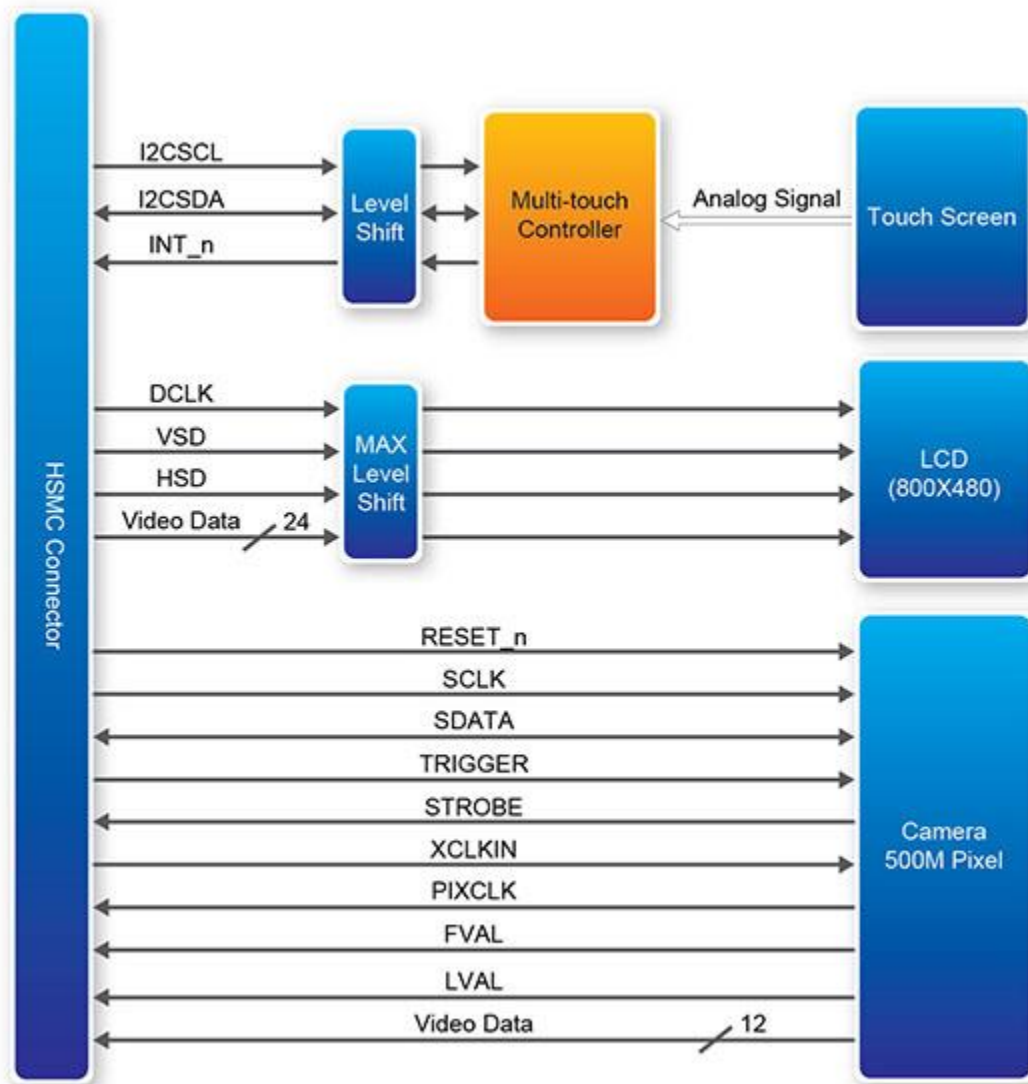 HSMC Connector
I2CSCL
I2CSDA
INT_n
Level
Shift
Multi-touch
Controller
Analog Signal
Touch Screen
DCLK
VSD
HSD
Video Data 24
MAX
Level
Shift
LCD
(800X480)
RESET_n
SCLK
SDATA
TRIGGER
STROBE
XCLKIN
PIXCLK
FVAL
LVAL
Video Data 12
Camera
500M Pixel